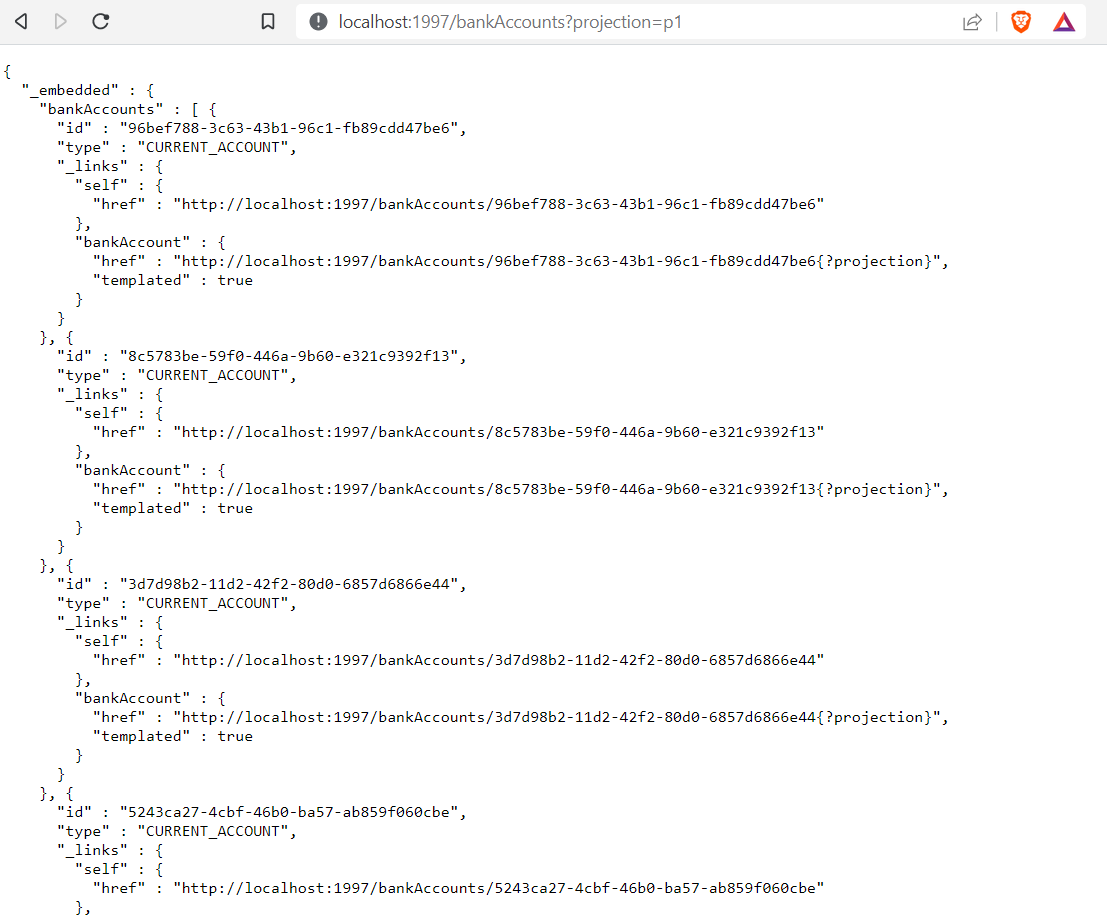 localhost:1997/bankAccounts?projection=p1
{
  "_embedded" : {
    "bankAccounts" : [ {
      "id" : "96bef788-3c63-43b1-96c1-fb89cdd47be6",
      "type" : "CURRENT_ACCOUNT",
      "_links" : {
        "self" : {
          "href" : "http://localhost:1997/bankAccounts/96bef788-3c63-43b1-96c1-fb89cdd47be6"
        },
        "bankAccount" : {
          "href" : "http://localhost:1997/bankAccounts/96bef788-3c63-43b1-96c1-fb89cdd47be6{?projection}",
          "templated" : true
        }
      }
    }, {
      "id" : "8c5783be-59f0-446a-9b60-e321c9392f13",
      "type" : "CURRENT_ACCOUNT",
      "_links" : {
        "self" : {
          "href" : "http://localhost:1997/bankAccounts/8c5783be-59f0-446a-9b60-e321c9392f13"
        },
        "bankAccount" : {
          "href" : "http://localhost:1997/bankAccounts/8c5783be-59f0-446a-9b60-e321c9392f13{?projection}",
          "templated" : true
        }
      }
    }, {
      "id" : "3d7d98b2-11d2-42f2-80d0-6857d6866e44",
      "type" : "CURRENT_ACCOUNT",
      "_links" : {
        "self" : {
          "href" : "http://localhost:1997/bankAccounts/3d7d98b2-11d2-42f2-80d0-6857d6866e44"
        },
        "bankAccount" : {
          "href" : "http://localhost:1997/bankAccounts/3d7d98b2-11d2-42f2-80d0-6857d6866e44{?projection}",
          "templated" : true
        }
      }
    }, {
      "id" : "5243ca27-4cbf-46b0-ba57-ab859f060cbe",
      "type" : "CURRENT_ACCOUNT",
      "_links" : {
        "self" : {
          "href" : "http://localhost:1997/bankAccounts/5243ca27-4cbf-46b0-ba57-ab859f060cbe"
        },